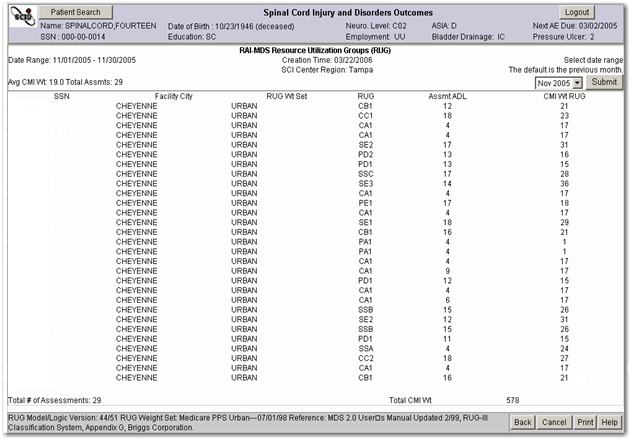 SCID Patient Search Spinal Cord Injury and Disorders Outcomes Logout
Name: SPINALCORD,FOURTEEN Date of Birth : 10/23/1946 (deceased) Neuro. Level: C02 ASIA: D Next AE Due: 03/02/2005
SSN: 000-00-0014 Education: SC Employment: UU Bladder Drainage: IC Pressure Ulcer: 2
RAI-MDS Resource Utilization Groups (RUG)
Date Range: 11/01/2005 - 11/30/2005 Creation Time: 03/22/2006 Select date range
SCI Center Region: Tampa The default is the previous month.
Avg CMI Wt: 19.0 Total Assmts: 29 Nov 2005 Submit
SSN Facility City RUG Wt Set RUG Assmt ADL CMI Wt RUG
CHEYENNE URBAN CB1 12 21
CHEYENNE URBAN CC1 18 23
CHEYENNE URBAN CA1 4 17
CHEYENNE URBAN CA1 4 17
CHEYENNE URBAN SE2 17 31
CHEYENNE URBAN PD2 13 16
CHEYENNE URBAN PD1 13 15
CHEYENNE URBAN SSC 17 28
CHEYENNE URBAN SE3 14 36
CHEYENNE URBAN CA1 4 17
CHEYENNE URBAN PE1 17 18
CHEYENNE URBAN CA1 4 17
CHEYENNE URBAN SE1 18 29
CHEYENNE URBAN CB1 16 21
CHEYENNE URBAN PA1 4 1
CHEYENNE URBAN PA1 4 1
CHEYENNE URBAN CA1 4 17
CHEYENNE URBAN CA1 9 17
CHEYENNE URBAN PD1 12 15
CHEYENNE URBAN CA1 4 17
CHEYENNE URBAN CA1 6 17
CHEYENNE URBAN SSB 15 26
CHEYENNE URBAN SE2 12 31
CHEYENNE URBAN SSB 15 26
CHEYENNE URBAN PD1 11 15
CHEYENNE URBAN SSA 4 24
CHEYENNE URBAN CC2 18 27
CHEYENNE URBAN CA1 4 17
CHEYENNE URBAN CB1 16 21
Total # of Assessments: 29 Total CMI Wt 578
RUG Model/Logic Version: 44/51 RUG Weight Set: Medicare PPS Urban---07/01/98 Reference: MDS 2.0 User□s Manual Updated 2/99, RUG-III
Classification System, Appendix G, Briggs Corporation. Back Cancel Print Help